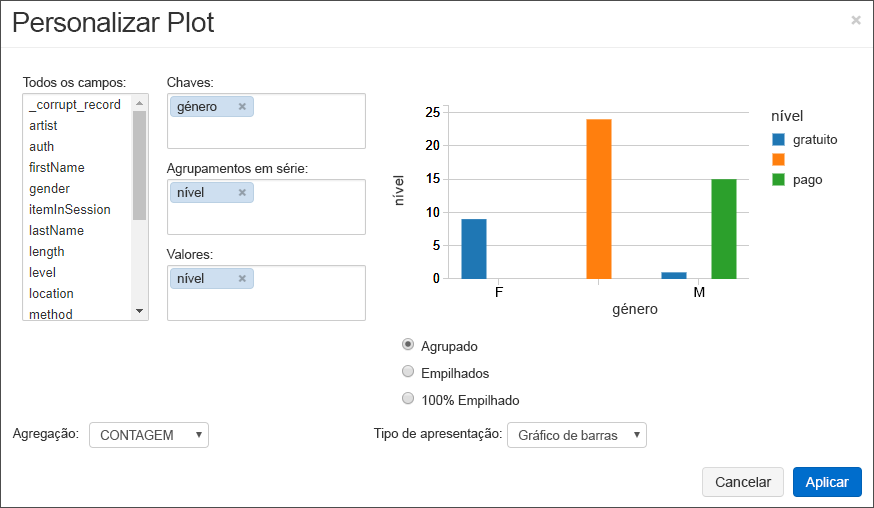 Personalizar Plot
×
Todos os campos:
_corrupt_record
artist
auth
firstName
gender
itemInSession
lastName
length
level
location
method
Chaves:
género ×
Agrupamentos em série:
nível ×
Valores:
nível ×
nível
25
20
15
10
5
0
F
M
género
nível
gratuito
pago
Agrupado
Empilhados
100% Empilhado
Agregação: CONTAGEM
Tipo de apresentação: Gráfico de barras
Cancelar
Aplicar